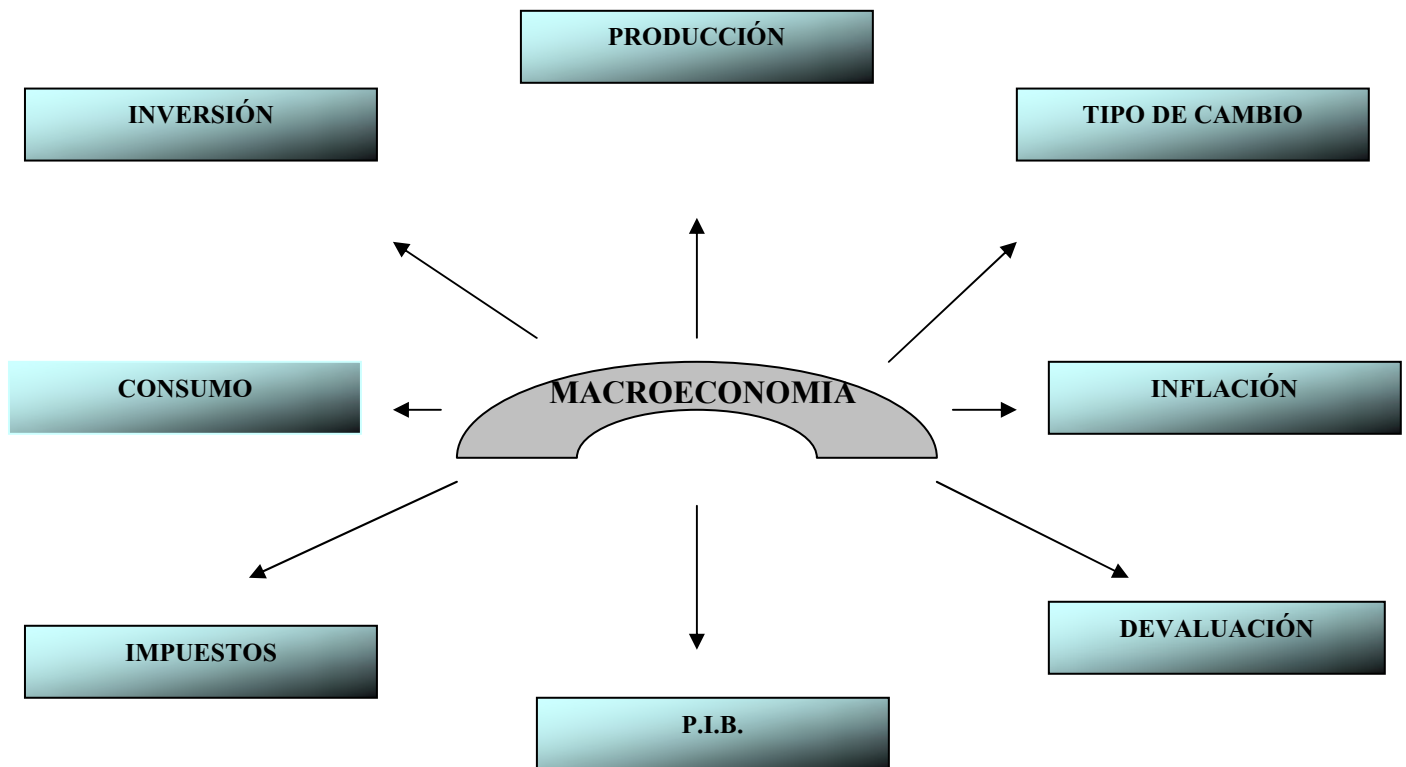 PRODUCCIÓN
INVERSIÓN
TIPO DE CAMBIO
CONSUMO
MACROECONOMIA
INFLACIÓN
IMPUESTOS
DEVALUACIÓN
P.I.B.